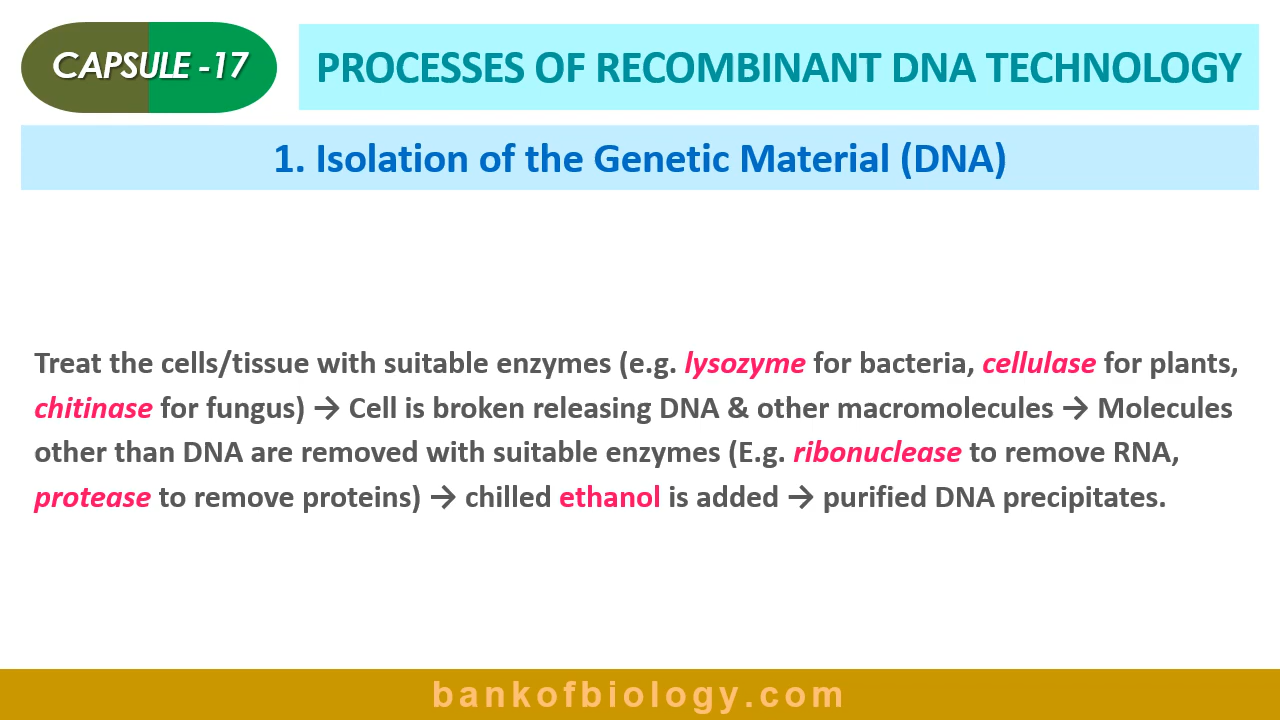 CAPSULE -17
PROCESSES OF RECOMBINANT DNA TECHNOLOGY
1. Isolation of the Genetic Material (DNA)
Treat the cells/tissue with suitable enzymes (e.g. lysozyme for bacteria, cellulase for plants,
chitinase for fungus) → Cell is broken releasing DNA & other macromolecules → Molecules
other than DNA are removed with suitable enzymes (E.g. ribonuclease to remove RNA,
protease to remove proteins) → chilled ethanol is added → purified DNA precipitates.
bankofbiology.com